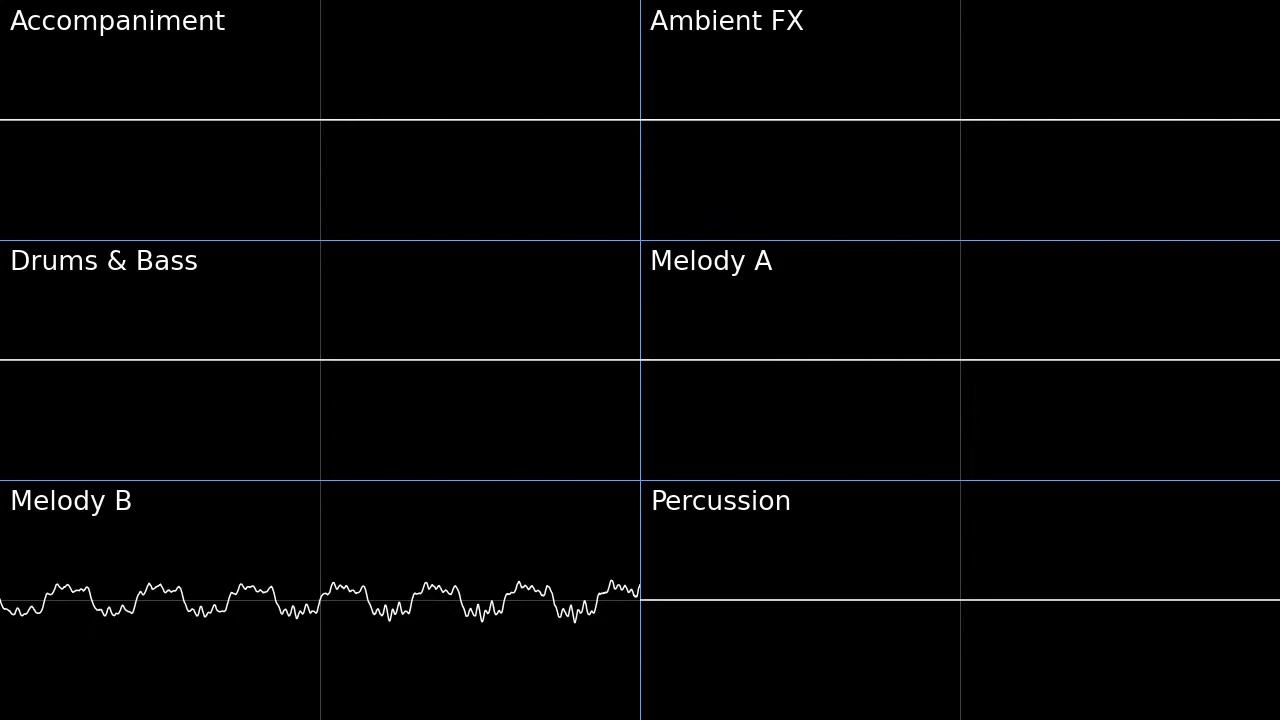 Accompaniment
Ambient FX
Drums & Bass
Melody A
Melody B
Percussion